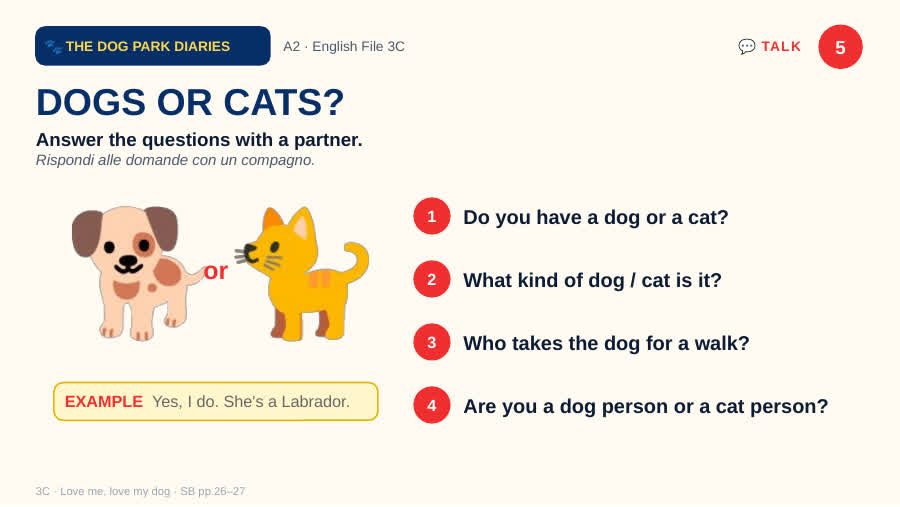 🐾 THE DOG PARK DIARIES
A2 · English File 3C
💬 TALK
5
DOGS OR CATS?
Answer the questions with a partner.
Rispondi alle domande con un compagno.
or
EXAMPLE Yes, I do. She's a Labrador.
1 Do you have a dog or a cat?
2 What kind of dog / cat is it?
3 Who takes the dog for a walk?
4 Are you a dog person or a cat person?
3C · Love me, love my dog · SB pp.26–27